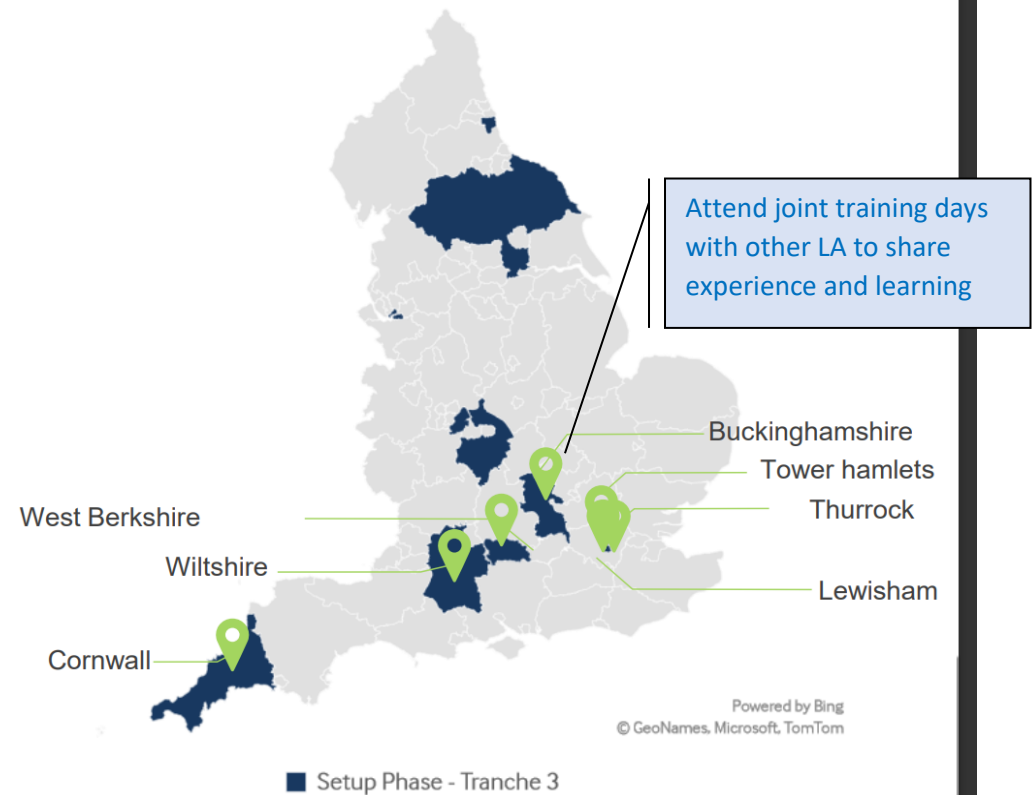 Attend joint training days
with other LA to share
experience and learning
Buckinghamshire
Tower hamlets
Thurrock
West Berkshire
Wiltshire
Lewisham
Cornwall
Powered by Bing
© GeoNames, Microsoft, TomTom
Setup Phase - Tranche 3